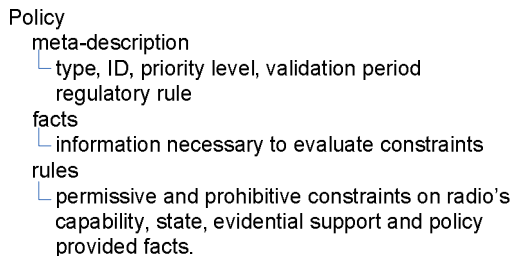 Policy
meta-description
type, ID, priority level, validation period
regulatory rule
facts
information necessary to evaluate constraints
rules
permissive and prohibitive constraints on radio's
capability, state, evidential support and policy
provided facts.